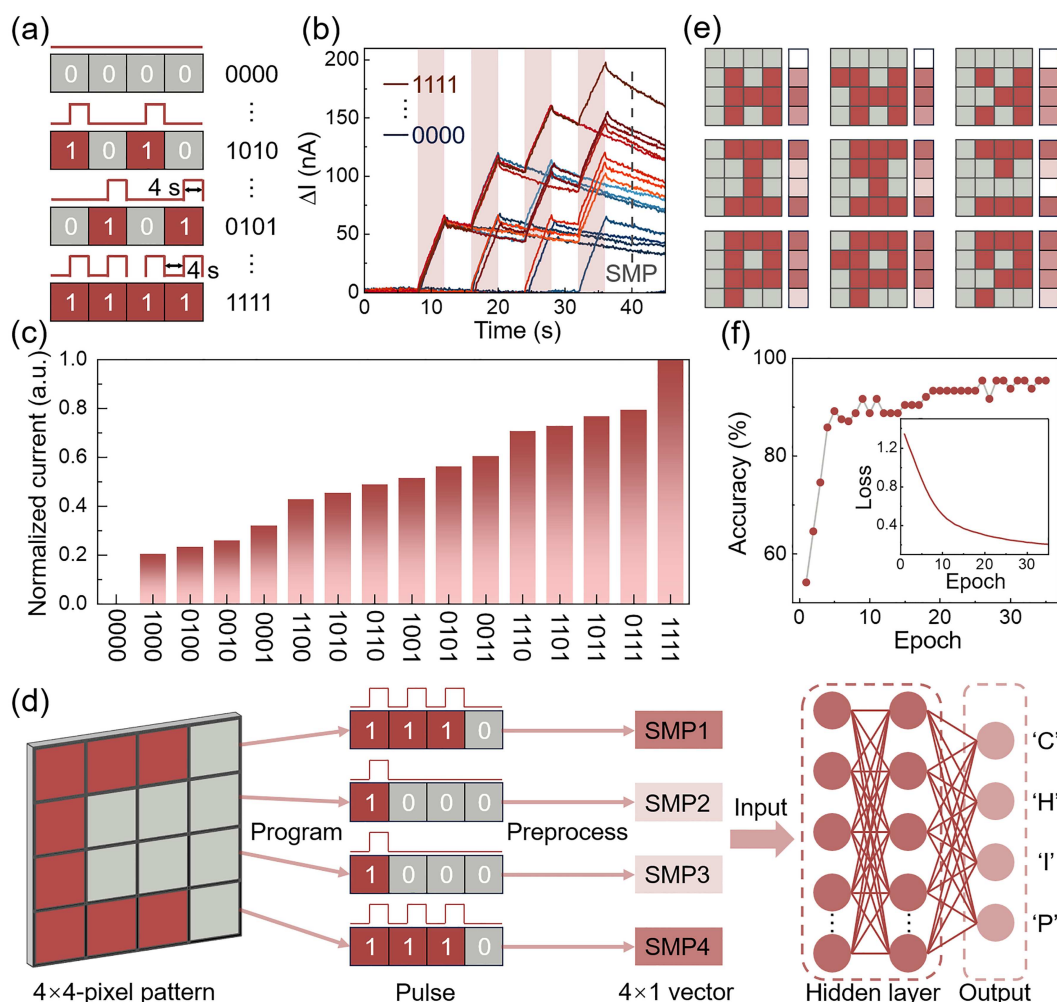 (a)
0 0 0 0 0000
⋮
1 0 1 0 1010
4 s ⋮
0 1 0 1 0101
4 s ⋮
1 1 1 1 1111
(b)
200
150
100
50
0
ΔI (nA)
1111
⋮
0000
SMP
0 10 20 30 40
Time (s)
(e)
(c)
1.0
0.8
0.6
0.4
0.2
0.0
Normalized current (a.u.)
0000 1000 0100 0010 0001 1100 1010 0110 1001 0101 0011 1110 1101 1011 0111 1111
(f)
100
80
60
Accuracy (%)
1.2
0.8
0.4
Loss
0 10 20 30
Epoch
0 10 20 30
Epoch
(d)
1 1 1 0 SMP1 'C'
1 0 0 0 SMP2 'H'
Program Preprocess Input
1 0 0 0 SMP3 'I'
1 1 1 0 SMP4 'P'
4×4-pixel pattern Pulse 4×1 vector Hidden layer Output